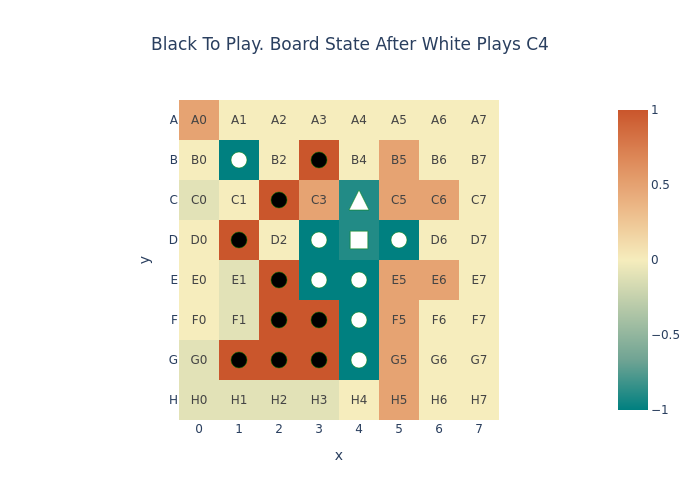 Black To Play. Board State After White Plays C4
A A0 A1 A2 A3 A4 A5 A6 A7
B B0 B2 B4 B5 B6 B7
C C0 C1 C3 C5 C6 C7
D D0 D2 D6 D7
E E0 E1 E5 E6 E7
F F0 F1 F5 F6 F7
G G0 G5 G6 G7
H H0 H1 H2 H3 H4 H5 H6 H7
0 1 2 3 4 5 6 7
x
y
1
0.5
0
−0.5
−1